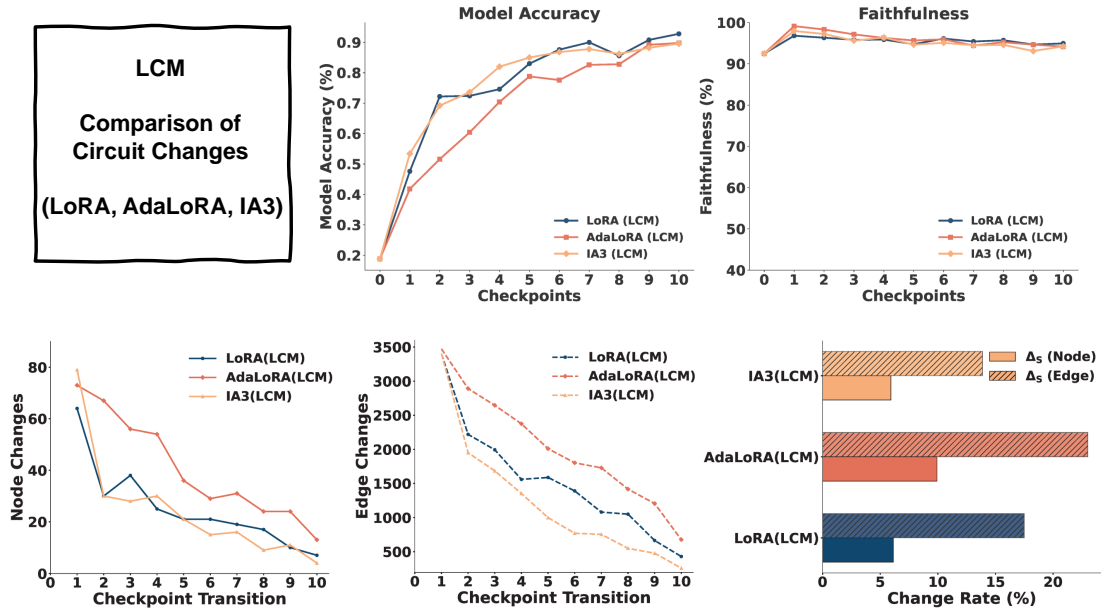 LCM
Comparison of
Circuit Changes
(LoRA, AdaLoRA, IA3)
Model Accuracy
Model Accuracy (%)
0.9
0.8
0.7
0.6
0.5
0.4
0.3
0.2
LoRA (LCM)
AdaLoRA (LCM)
IA3 (LCM)
0 1 2 3 4 5 6 7 8 9 10
Checkpoints
Faithfulness
Faithfulness (%)
100
90
80
70
60
50
40
LoRA (LCM)
AdaLoRA (LCM)
IA3 (LCM)
0 1 2 3 4 5 6 7 8 9 10
Checkpoints
Node Changes
80
60
40
20
0
LoRA(LCM)
AdaLoRA(LCM)
IA3(LCM)
0 1 2 3 4 5 6 7 8 9 10
Checkpoint Transition
Edge Changes
3500
3000
2500
2000
1500
1000
500
LoRA(LCM)
AdaLoRA(LCM)
IA3(LCM)
0 1 2 3 4 5 6 7 8 9 10
Checkpoint Transition
IA3(LCM)
AdaLoRA(LCM)
LoRA(LCM)
ΔS (Node)
ΔS (Edge)
0 5 10 15 20
Change Rate (%)